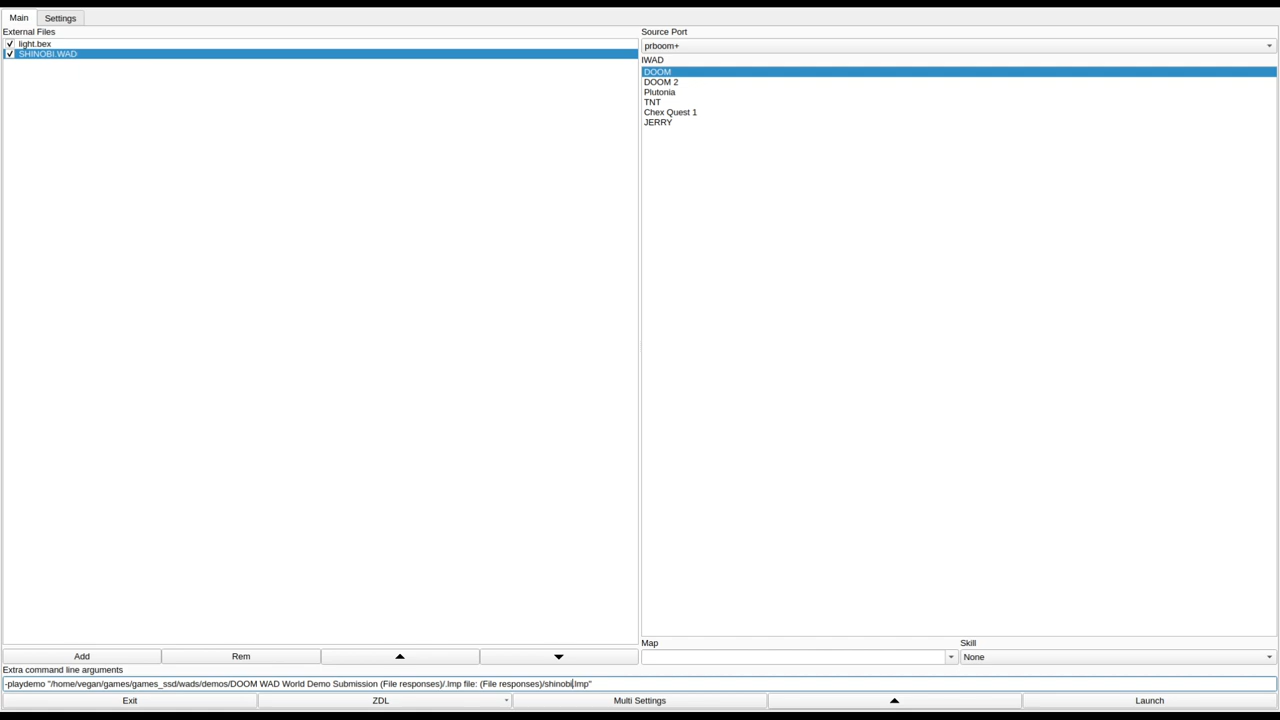 Main
Settings
External Files
light.bex
SHINOBI.WAD
Source Port
prboom+
IWAD
DOOM
DOOM 2
Plutonia
TNT
Chex Quest 1
JERRY
Add
Rem
Map
Skill
None
Extra command line arguments
-playdemo "/home/vegan/games/games_ssd/wads/demos/DOOM WAD World Demo Submission (File responses)/.lmp file: (File responses)/shinobi.lmp"
Exit
ZDL
Multi Settings
Launch